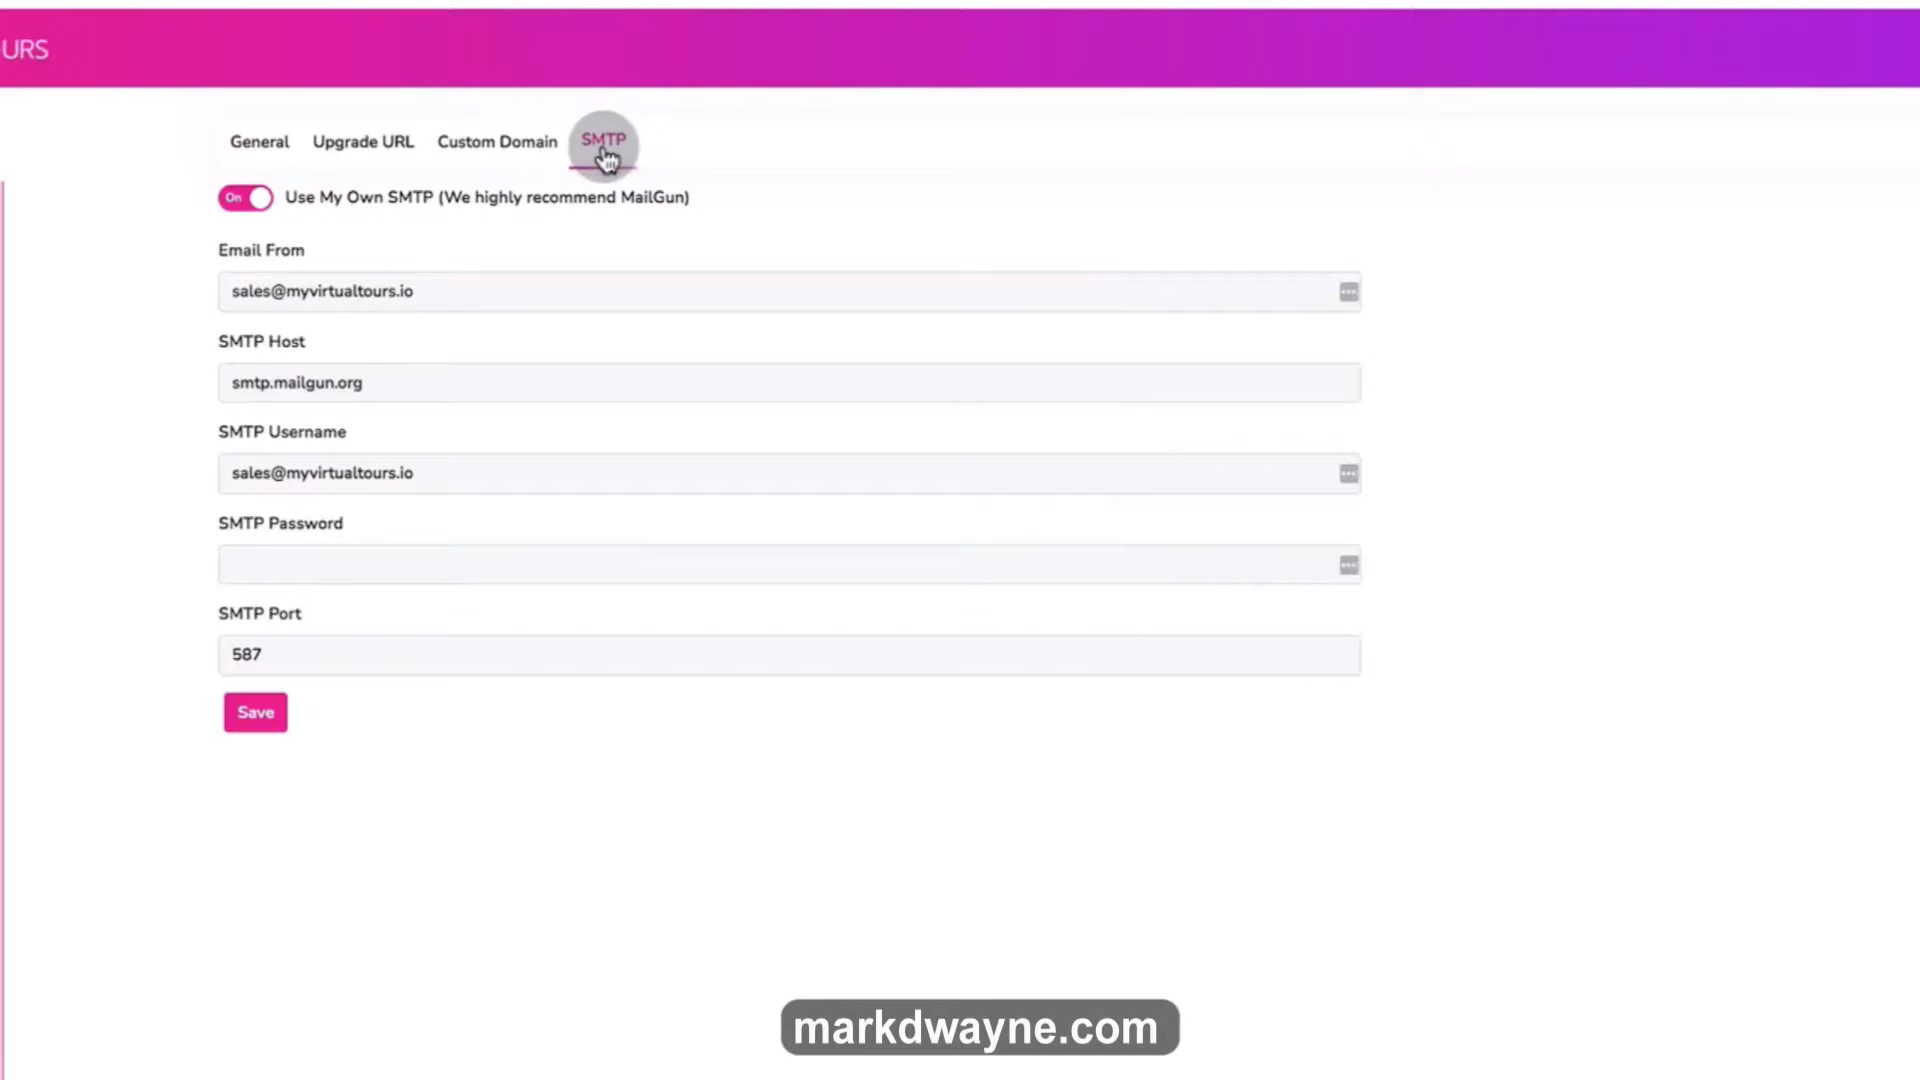 URS
General Upgrade URL Custom Domain SMTP
On Use My Own SMTP (We highly recommend MailGun)
Email From
sales@myvirtualtours.io
SMTP Host
smtp.mailgun.org
SMTP Username
sales@myvirtualtours.io
SMTP Password
SMTP Port
587
Save
markdwayne.com